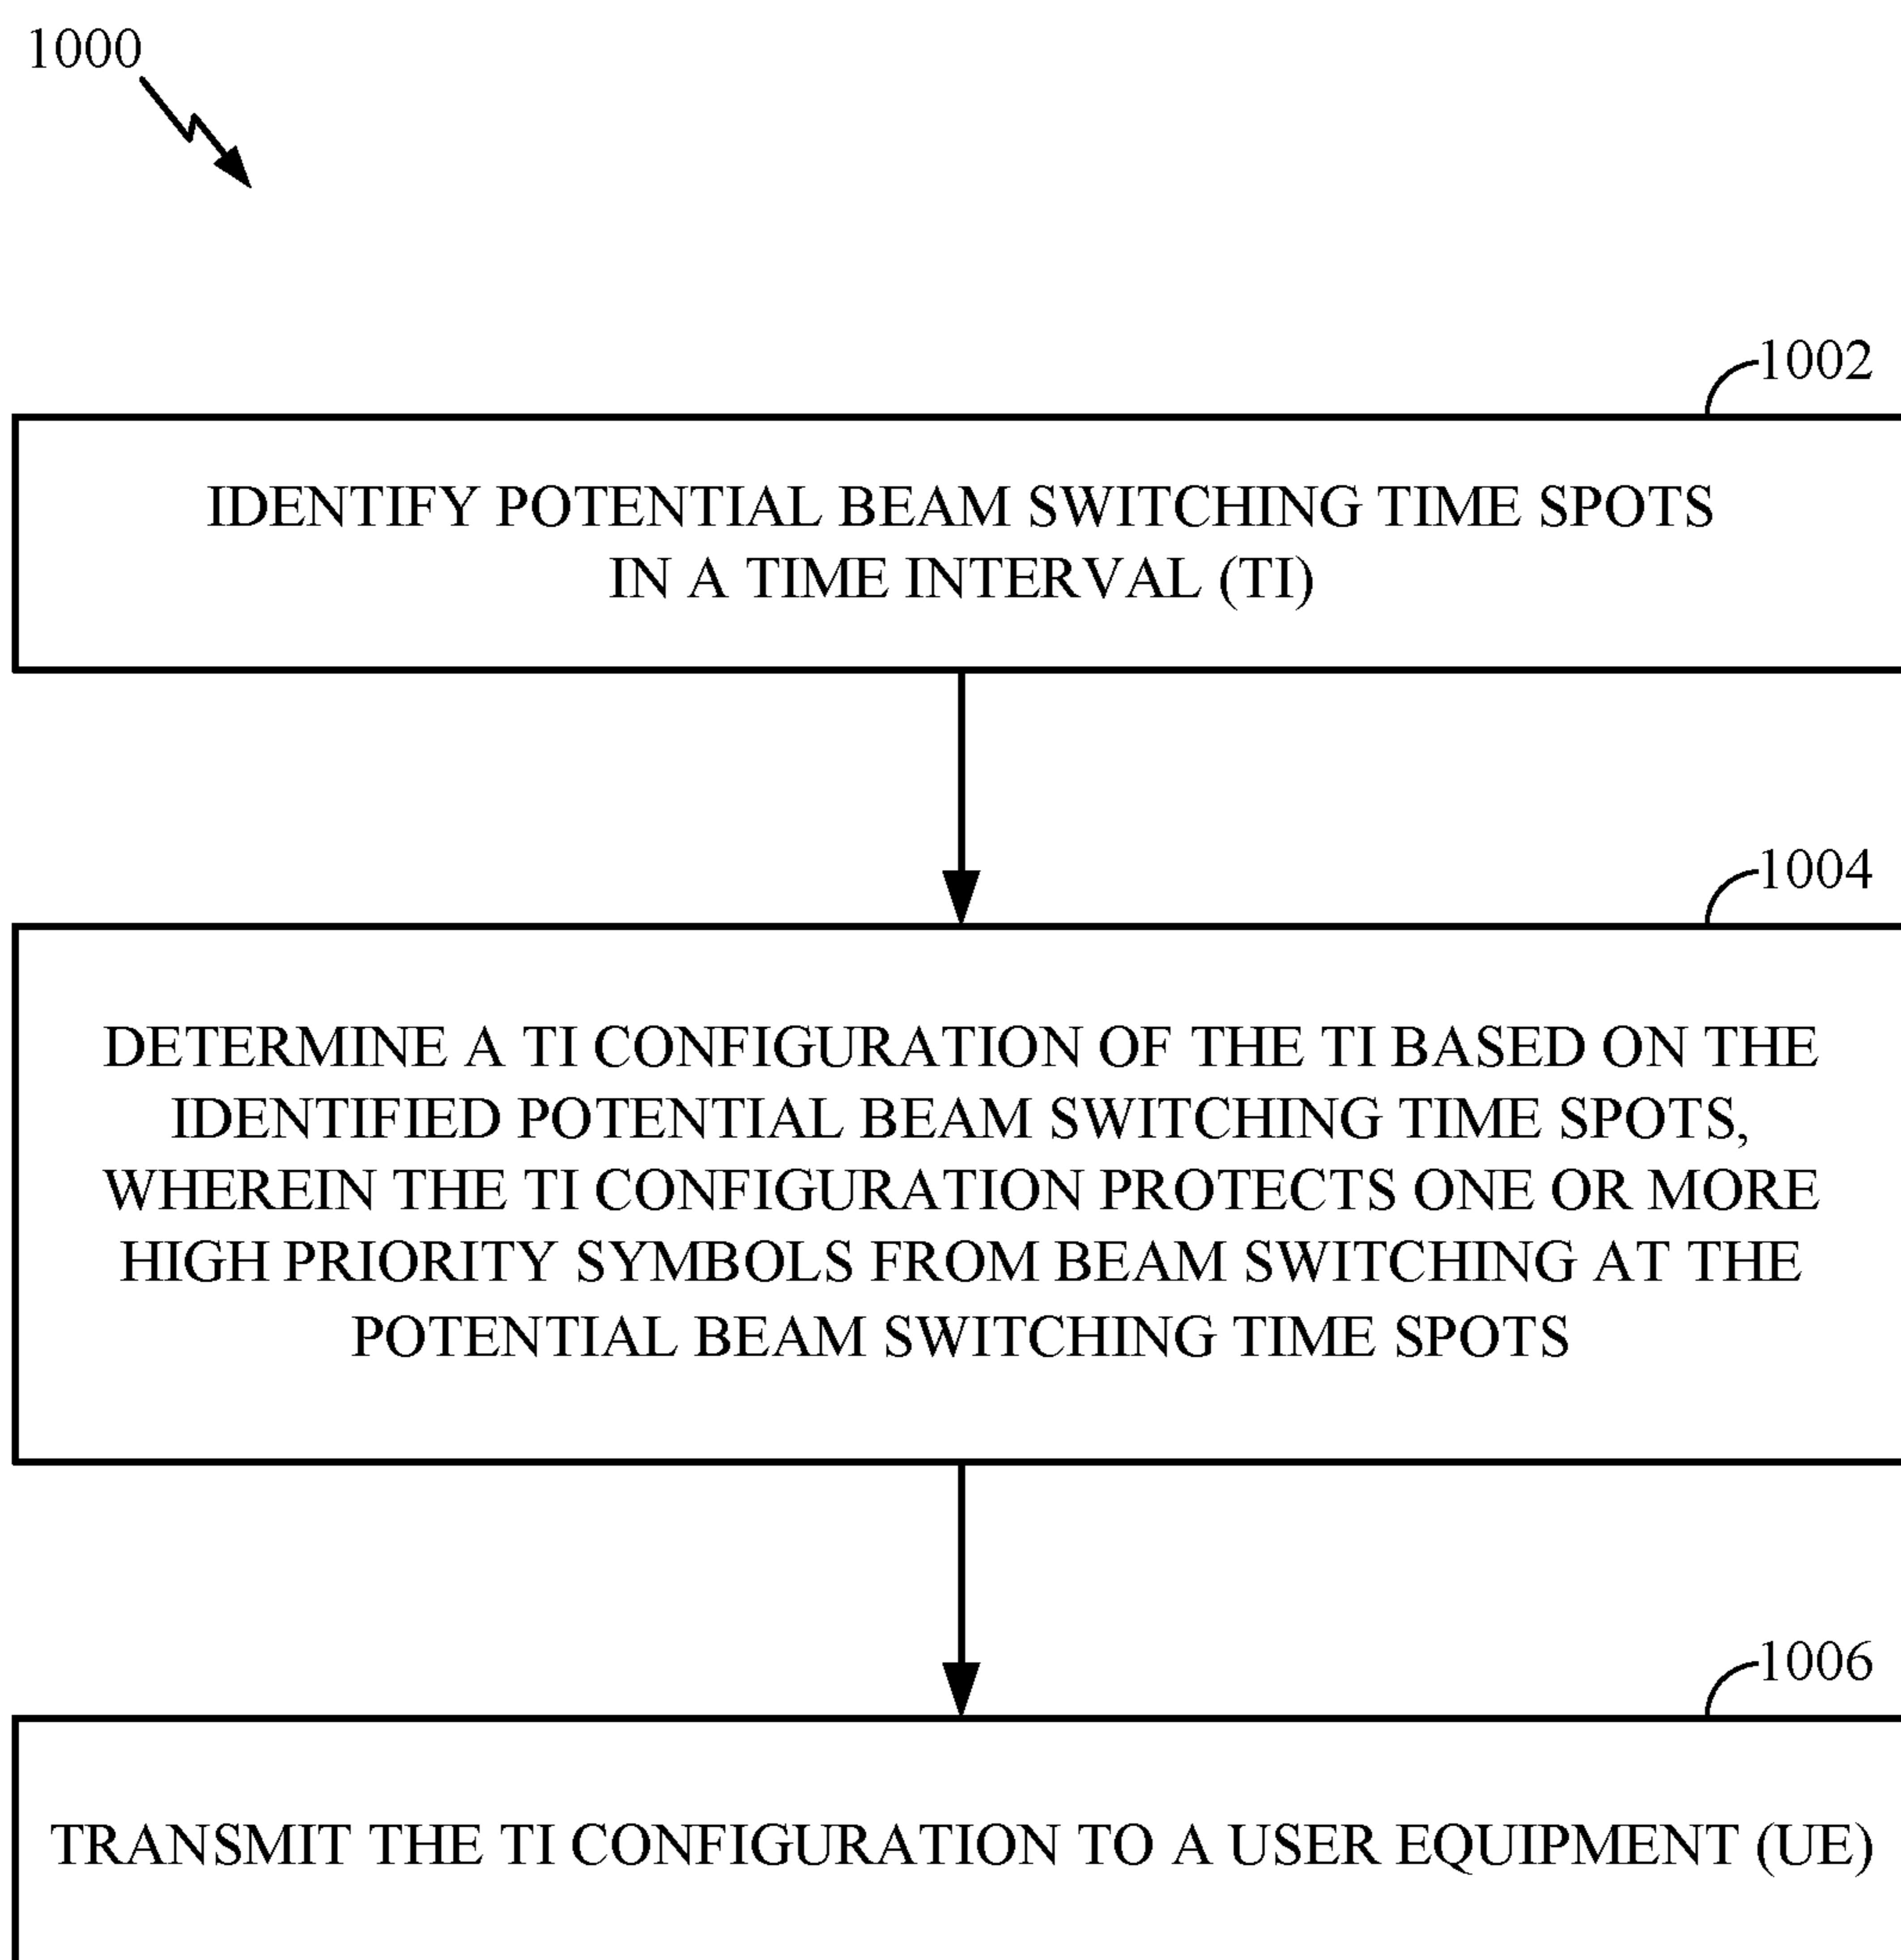 1000
1002
IDENTIFY POTENTIAL BEAM SWITCHING TIME SPOTS
IN A TIME INTERVAL (TI)
1004
DETERMINE A TI CONFIGURATION OF THE TI BASED ON THE
IDENTIFIED POTENTIAL BEAM SWITCHING TIME SPOTS,
WHEREIN THE TI CONFIGURATION PROTECTS ONE OR MORE
HIGH PRIORITY SYMBOLS FROM BEAM SWITCHING AT THE
POTENTIAL BEAM SWITCHING TIME SPOTS
1006
TRANSMIT THE TI CONFIGURATION TO A USER EQUIPMENT (UE)